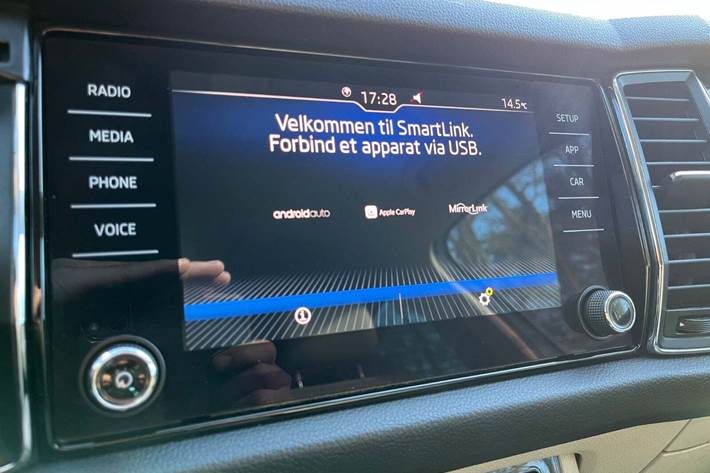 RADIO
MEDIA
PHONE
VOICE
17:28
14.5°C
Velkommen til SmartLink.
Forbind et apparat via USB.
androidauto
Apple CarPlay
MirrorLink
SETUP
APP
CAR
MENU